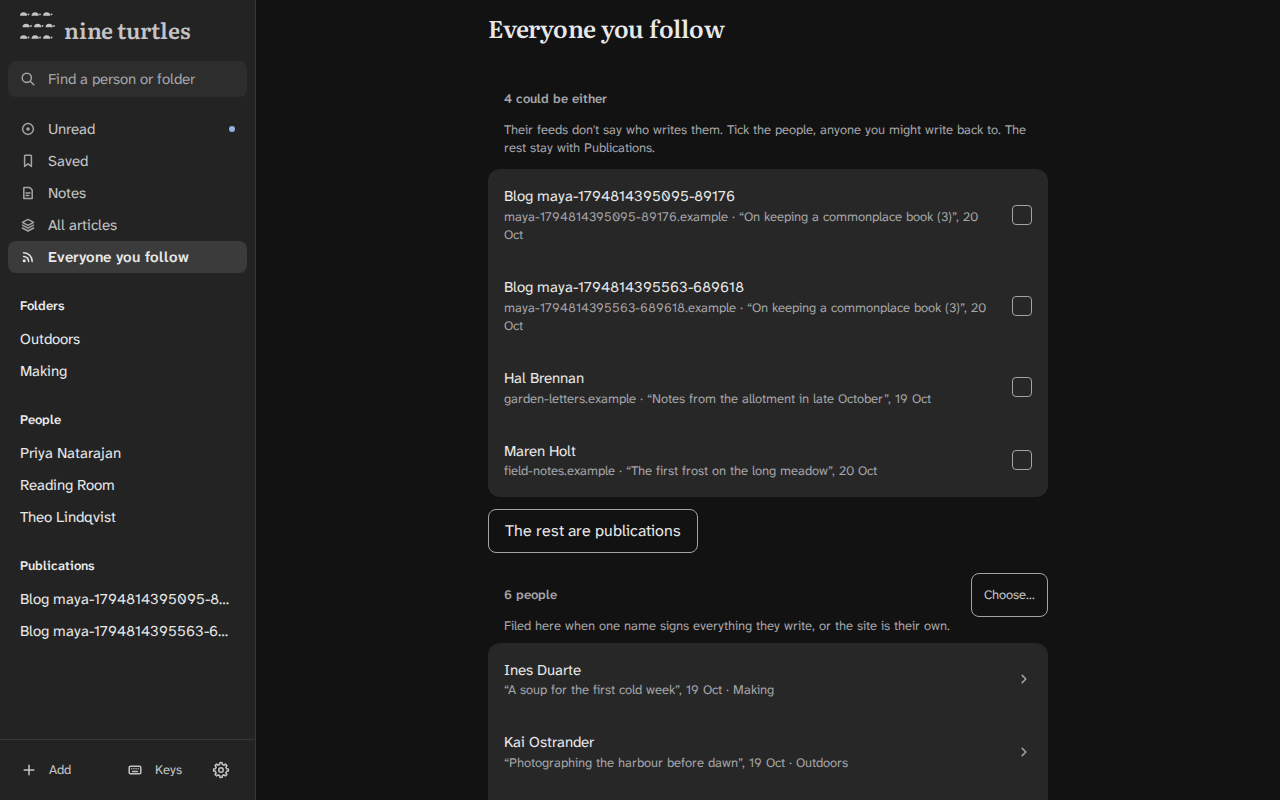 nine turtles
Find a person or folder
Unread
Saved
Notes
All articles
Everyone you follow
Folders
Outdoors
Making
People
Priya Natarajan
Reading Room
Theo Lindqvist
Publications
Blog maya-1794814395095-8...
Blog maya-1794814395563-6...
Add
Keys
Everyone you follow
4 could be either
Their feeds don't say who writes them. Tick the people, anyone you might write back to. The
rest stay with Publications.
Blog maya-1794814395095-89176
maya-1794814395095-89176.example · “On keeping a commonplace book (3)”, 20
Oct
Blog maya-1794814395563-689618
maya-1794814395563-689618.example · “On keeping a commonplace book (3)”, 20
Oct
Hal Brennan
garden-letters.example · “Notes from the allotment in late October”, 19 Oct
Maren Holt
field-notes.example · “The first frost on the long meadow”, 20 Oct
The rest are publications
6 people
Choose...
Filed here when one name signs everything they write, or the site is their own.
Ines Duarte
“A soup for the first cold week”, 19 Oct · Making
Kai Ostrander
“Photographing the harbour before dawn”, 19 Oct · Outdoors